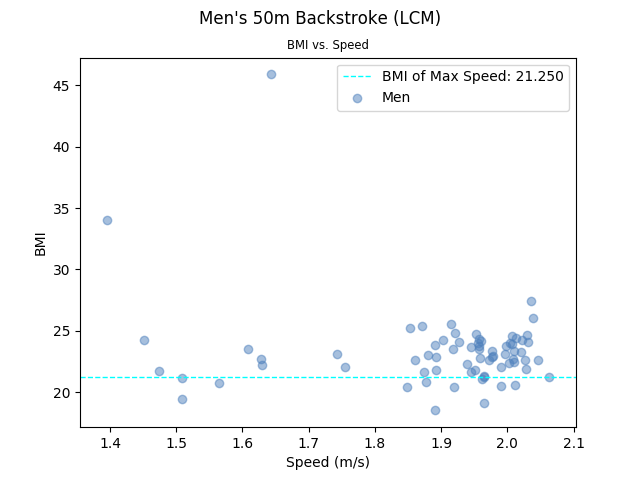 Men's 50m Backstroke (LCM)
BMI vs. Speed
BMI of Max Speed: 21.250
Men
BMI
45
40
35
30
25
20
1.4 1.5 1.6 1.7 1.8 1.9 2.0 2.1
Speed (m/s)